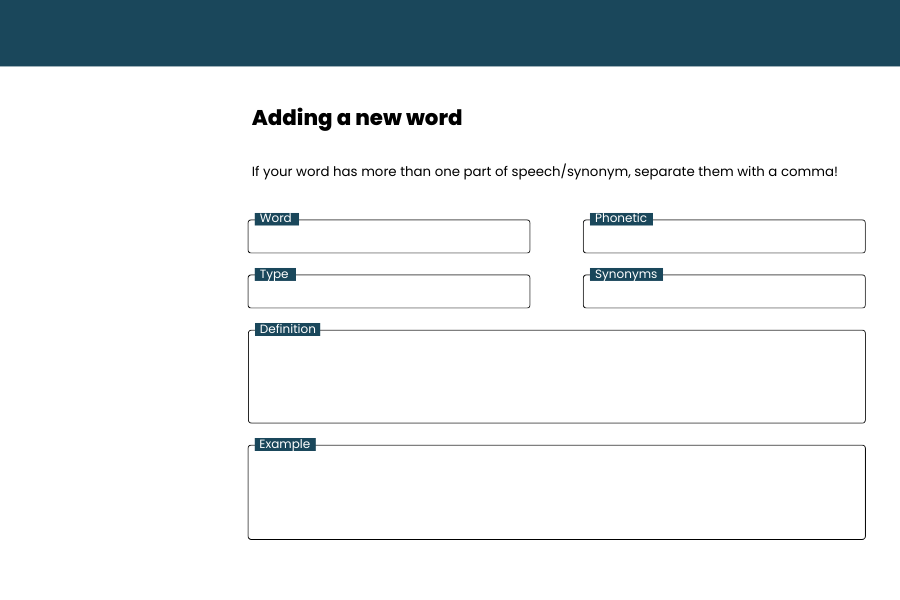 Adding a new word
If your word has more than one part of speech/synonym, separate them with a comma!
Word
Phonetic
Type
Synonyms
Definition
Example